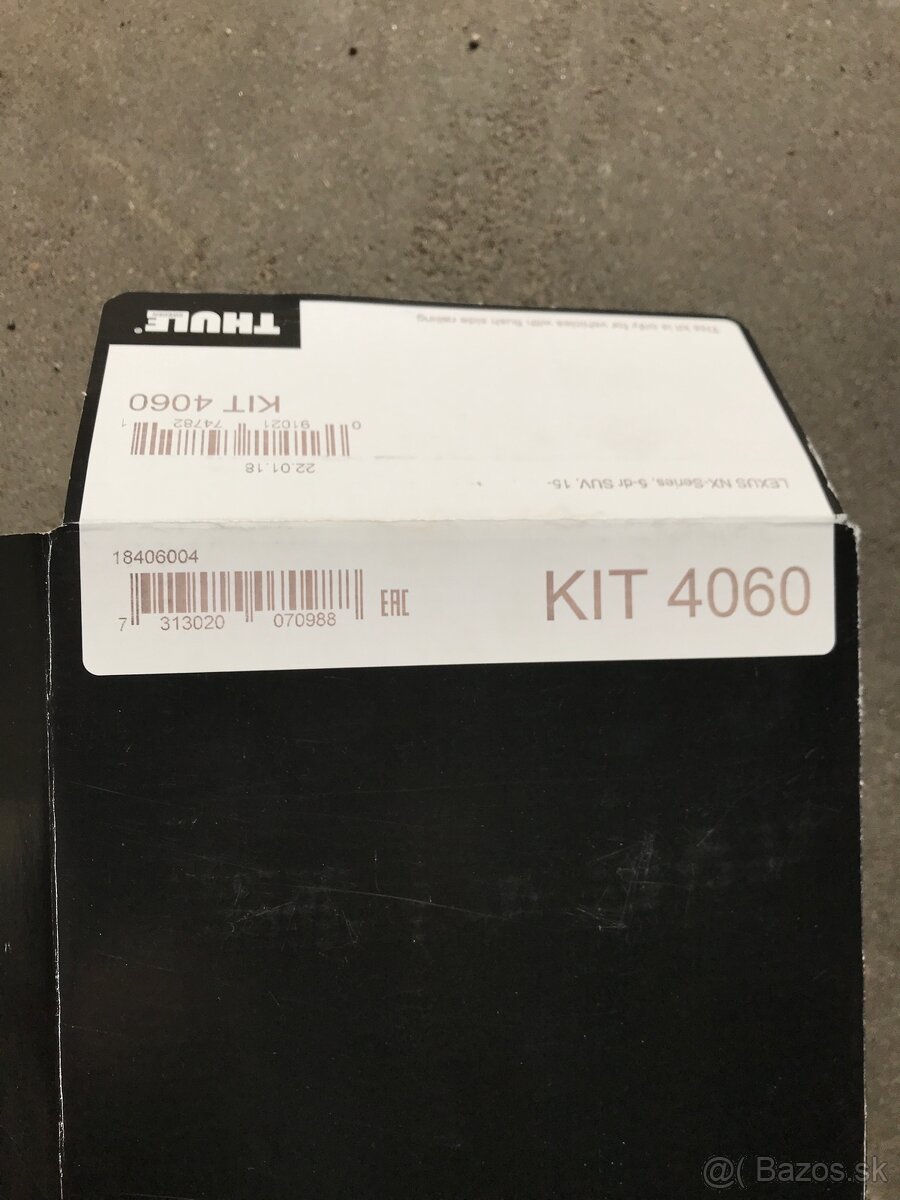 This kit is only for vehicles with flush side railing
THULE
SWEDEN
KIT 4060
0 91021 74782 1
22.01.18
LEXUS NX-Series, 5-dr SUV, 15-
18406004
7 313020 070988
EAC
KIT 4060
@( Bazos.sk